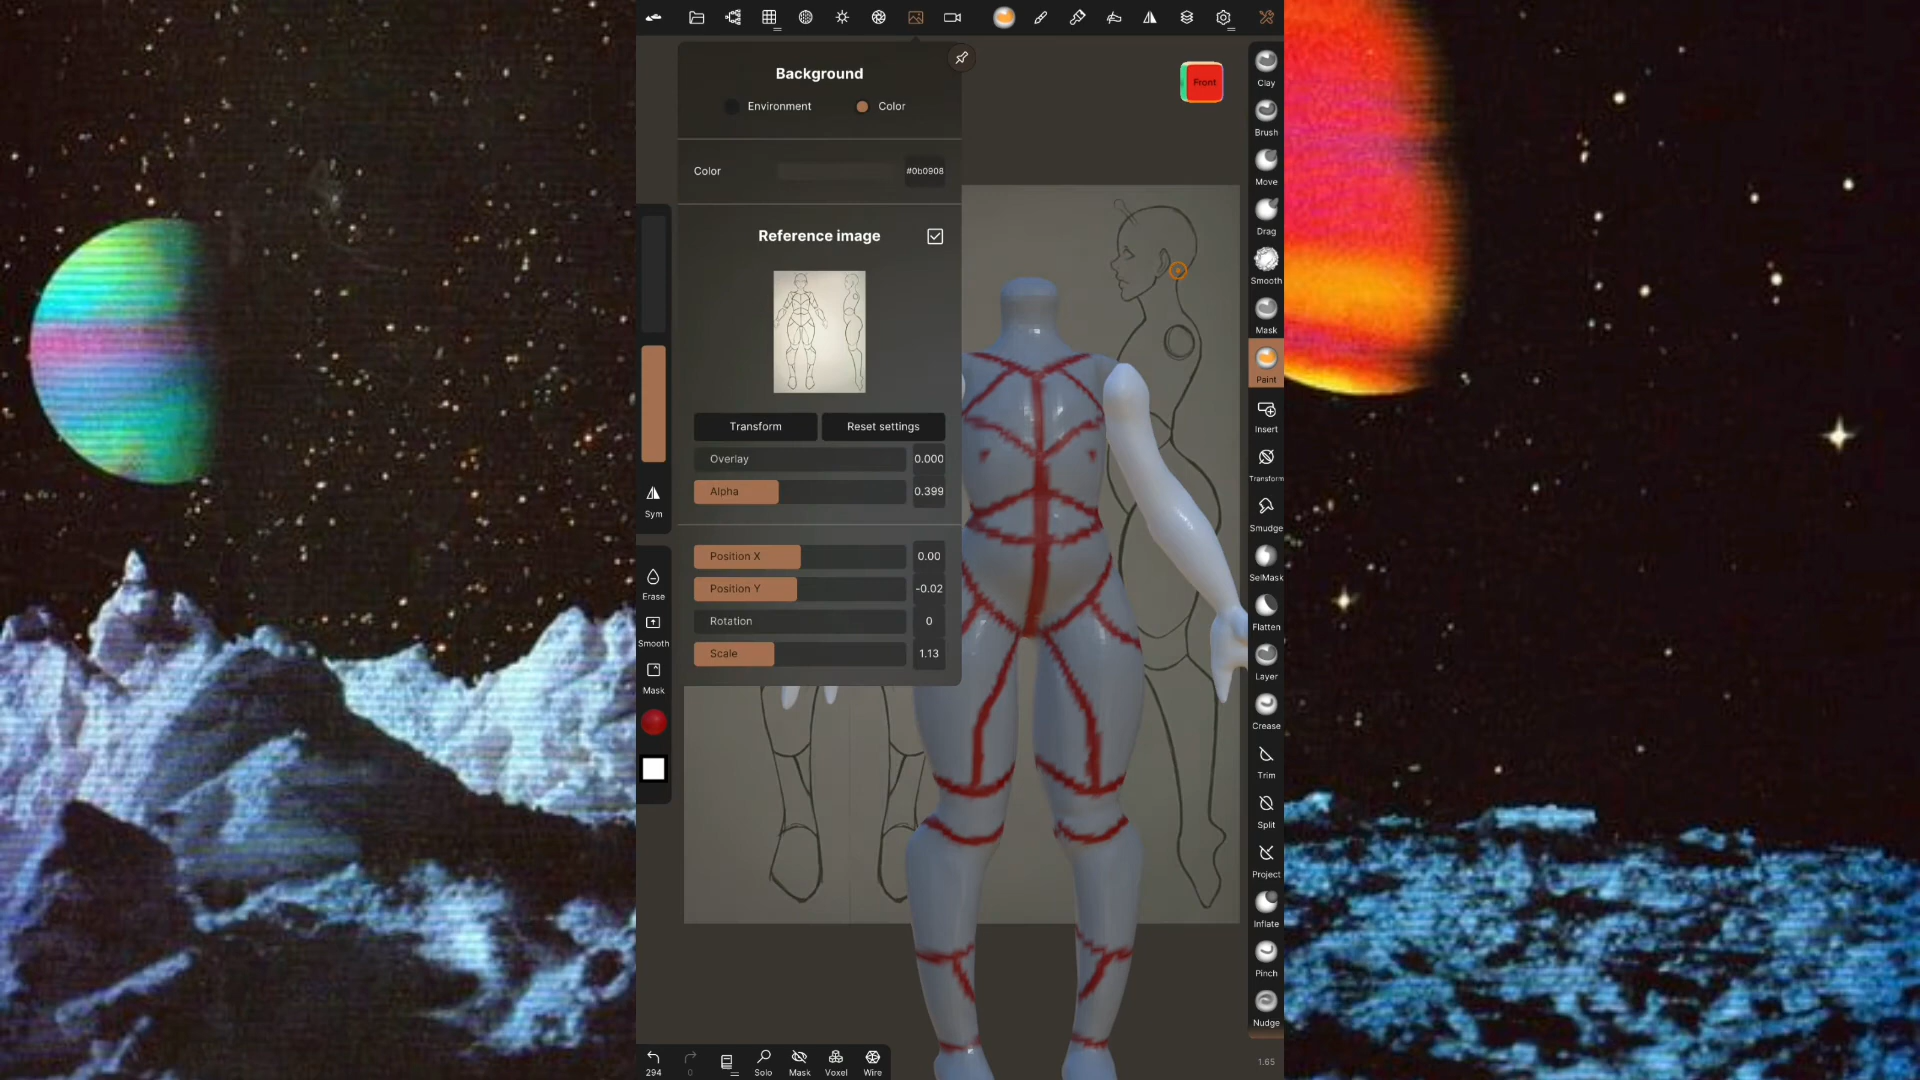 Background
Environment
Color
Color
#0b0908
Reference image
Transform
Reset settings
Overlay
0.000
Alpha
0.399
Position X
0.00
Position Y
-0.02
Rotation
0
Scale
1.13
Sym
Erase
Smooth
Mask
294
0
Solo
Mask
Voxel
Wire
Front
Clay
Brush
Move
Drag
Smooth
Mask
Paint
Insert
Transform
Smudge
SelMask
Flatten
Layer
Crease
Trim
Split
Project
Inflate
Pinch
Nudge
1.65